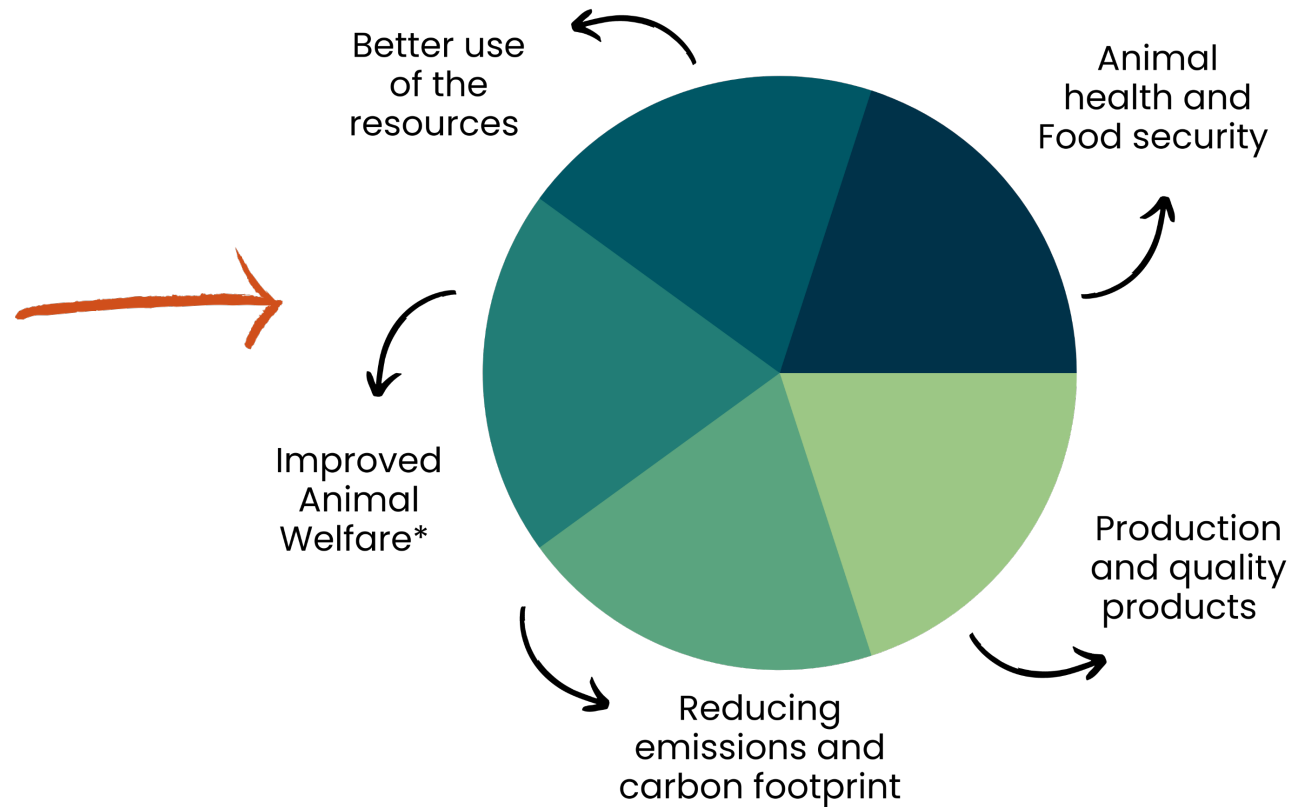 Better use
of the
resources
Animal
health and
Food security
Improved
Animal
Welfare*
Production
and quality
products
Reducing
emissions and
carbon footprint